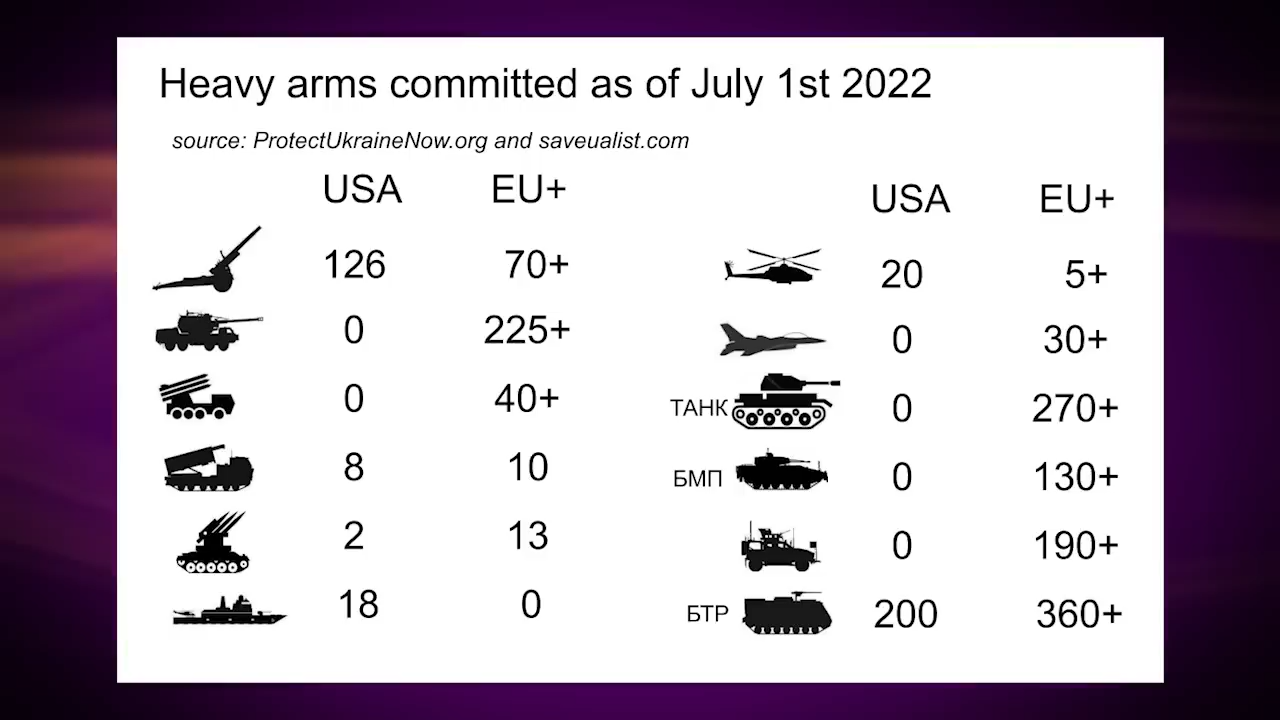 Heavy arms committed as of July 1st 2022
source: ProtectUkraineNow.org and saveualist.com
USA EU+
126 70+
0 225+
0 40+
8 10
2 13
18 0
USA EU+
20 5+
0 30+
ТАНК 0 270+
БМП 0 130+
0 190+
БТР 200 360+